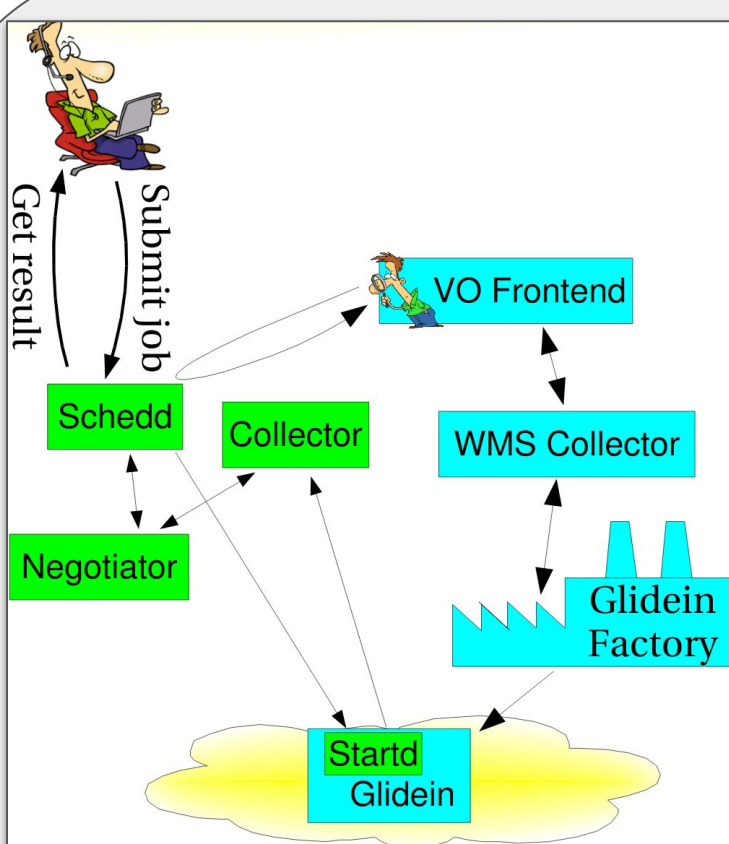 Get result
Submit job
VO Frontend
Schedd
Collector
WMS Collector
Negotiator
Glidein
Factory
Startd
Glidein